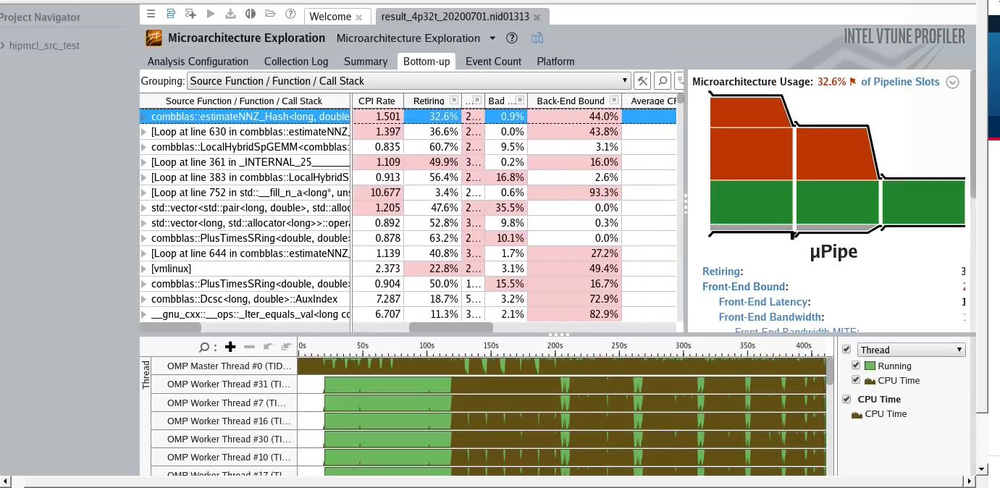 Project Navigator
hipmcl_src_test
Welcome
result_4p32t_20200701.nid01313
Microarchitecture Exploration Microarchitecture Exploration
INTEL VTUNE PROFILER
Analysis Configuration Collection Log Summary Bottom-up Event Count Platform
Grouping: Source Function / Function / Call Stack
Source Function / Function / Call Stack CPI Rate Retiring » ... » Bad ... » Back-End Bound » Average CP
combblas::estimateNNZ_Hash<long, double 1.501 32.6% 2... 0.9% 44.0%
[Loop at line 630 in combblas::estimateNNZ_ 1.397 36.6% 2... 0.0% 43.8%
combblas::LocalHybridSpGEMM<combblas: 0.835 60.7% 2... 9.5% 3.1%
[Loop at line 361 in _INTERNAL_25________ 1.109 49.9% 3... 0.2% 16.0%
[Loop at line 383 in combblas::LocalHybridS 0.913 56.4% 2... 16.8% 2.6%
[Loop at line 752 in std::__fill_n_a<long*, uns 10.677 3.4% 2... 0.6% 93.3%
std::vector<std::pair<long, double>, std::alloc 1.205 47.6% 2... 35.5% 0.0%
std::vector<long, std::allocator<long>>::opera 0.892 52.8% 3... 9.8% 0.3%
combblas::PlusTimesSRing<double, double> 0.878 63.2% 2... 10.1% 0.0%
[Loop at line 644 in combblas::estimateNNZ_ 1.139 40.8% 3... 1.7% 27.2%
[vmlinux] 2.373 22.8% 2... 3.1% 49.4%
combblas::PlusTimesSRing<double, double> 0.904 50.0% 1... 15.5% 16.7%
combblas::Dcsc<long, double>::AuxIndex 7.287 18.7% 5... 3.2% 72.9%
__gnu_cxx::__ops::_Iter_equals_val<long co 6.707 11.3% 3... 2.1% 82.9%
Microarchitecture Usage: 32.6% of Pipeline Slots
µPipe
Retiring: 3
Front-End Bound: 2
Front-End Latency: 1
Front-End Bandwidth:
Front-End Bandwidth MITE:
0s 50s 100s 150s 200s 250s 300s 350s 400s
Thread
OMP Master Thread #0 (TID...
OMP Worker Thread #31 (TI...
OMP Worker Thread #7 (TI...
OMP Worker Thread #16 (TI...
OMP Worker Thread #30 (TI...
OMP Worker Thread #10 (TI...
OMP Worker Thread #17 (TI...
Thread
Running
CPU Time
CPU Time
CPU Time